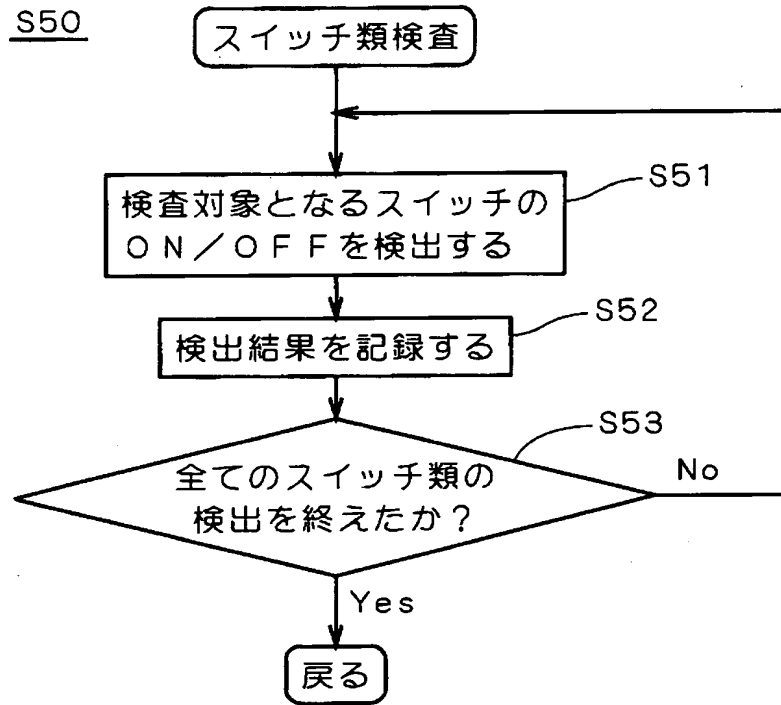 S50
スイッチ類検査
検査対象となるスイッチの
ON/OFFを検出する
S51
検出結果を記録する
S52
全てのスイッチ類の
検出を終えたか?
S53
No
Yes
戻る